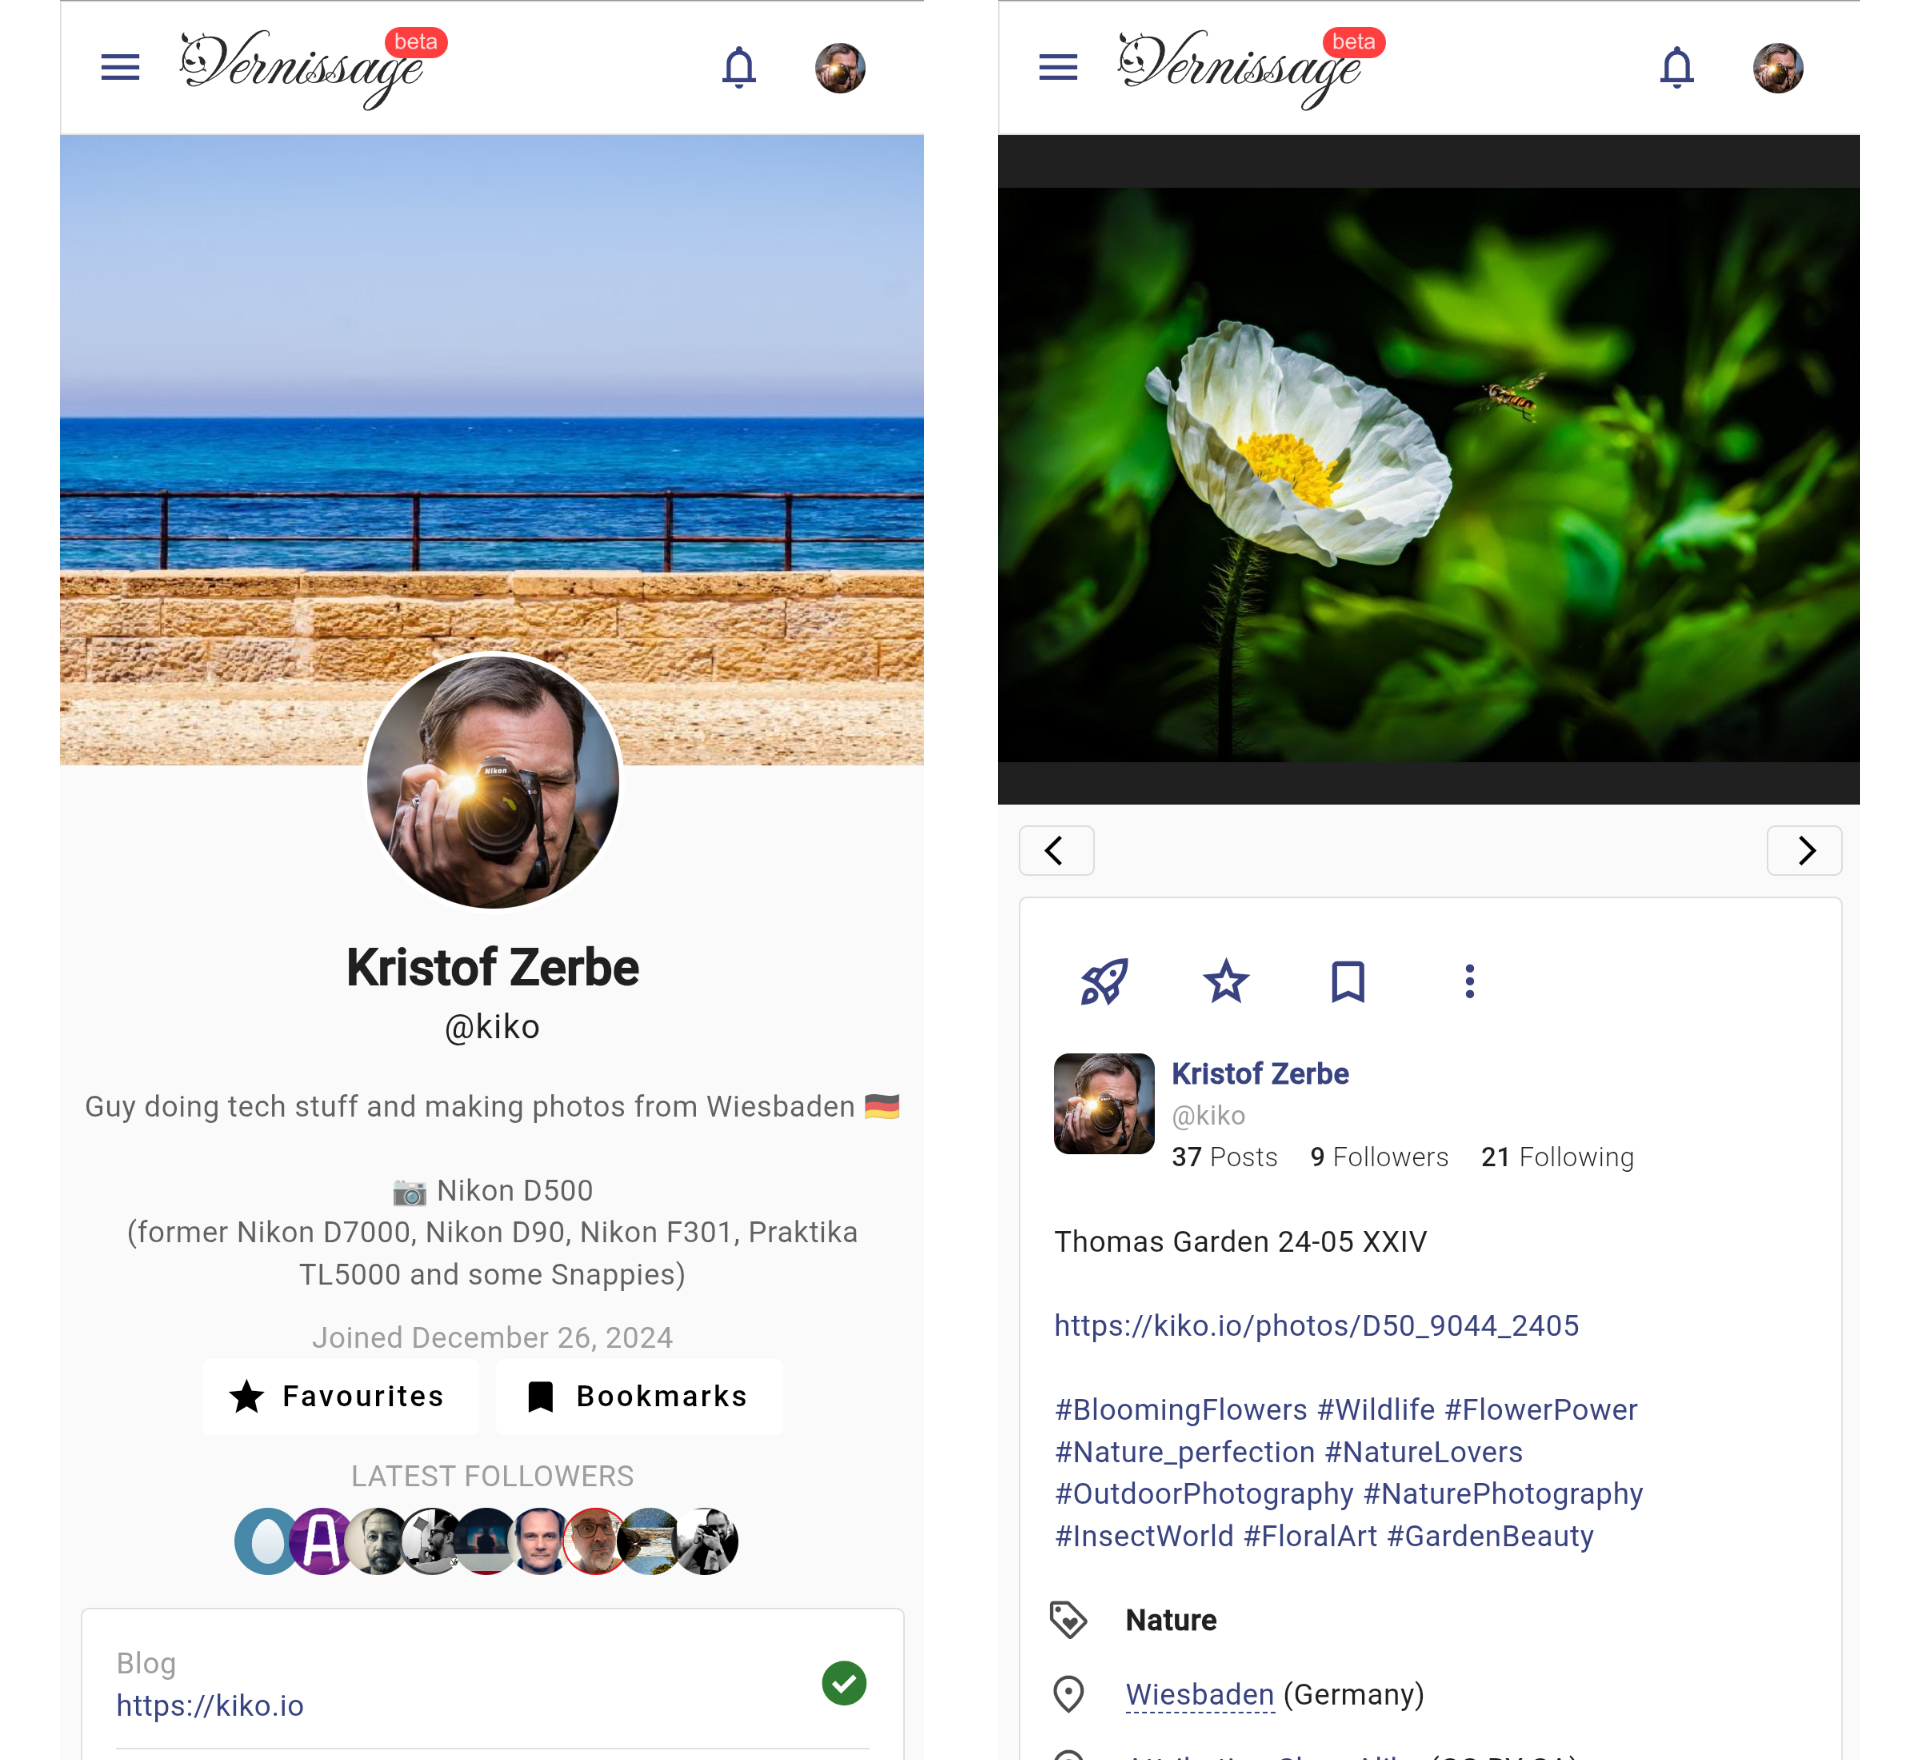 Vernissage beta
Nikon
Kristof Zerbe
@kiko
Guy doing tech stuff and making photos from Wiesbaden 🇩🇪
📷 Nikon D500
(former Nikon D7000, Nikon D90, Nikon F301, Praktika
TL5000 and some Snappies)
Joined December 26, 2024
Favourites
Bookmarks
LATEST FOLLOWERS
A
Blog
https://kiko.io
Vernissage beta
Kristof Zerbe
@kiko
37 Posts 9 Followers 21 Following
Thomas Garden 24-05 XXIV
https://kiko.io/photos/D50_9044_2405
#BloomingFlowers #Wildlife #FlowerPower
#Nature_perfection #NatureLovers
#OutdoorPhotography #NaturePhotography
#InsectWorld #FloralArt #GardenBeauty
Nature
Wiesbaden (Germany)